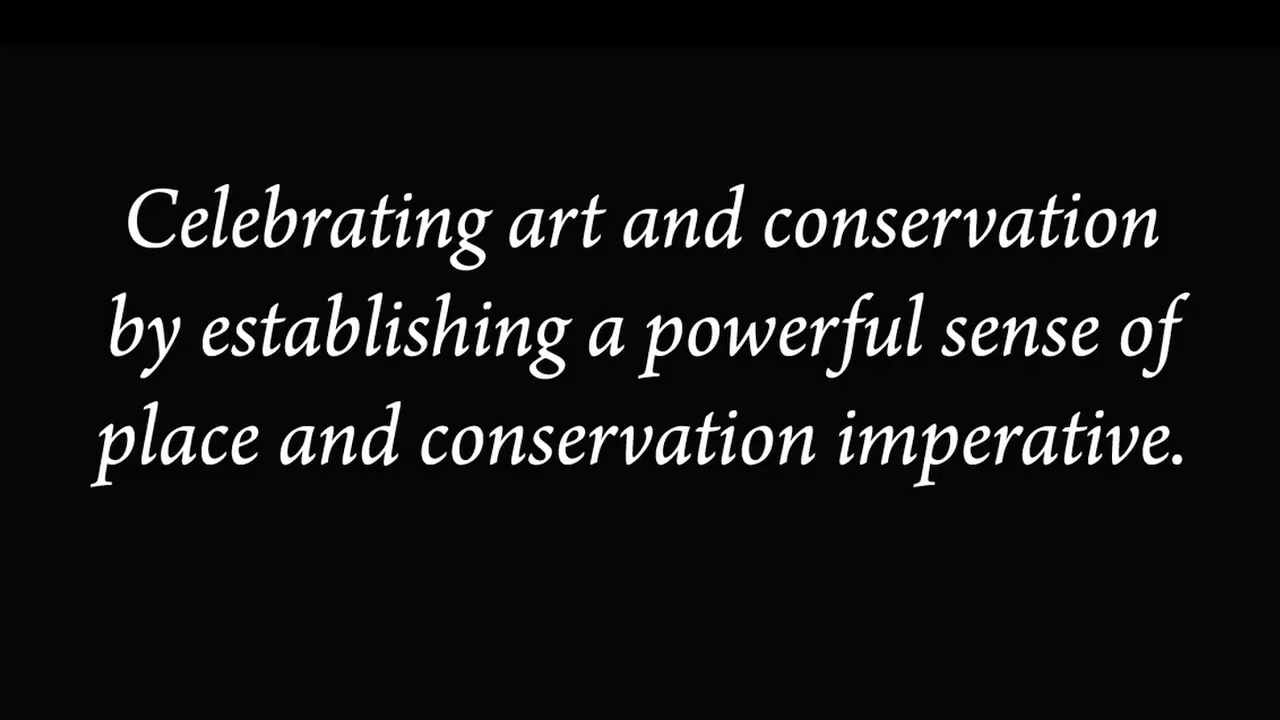 Celebrating art and conservation
by establishing a powerful sense of
place and conservation imperative.